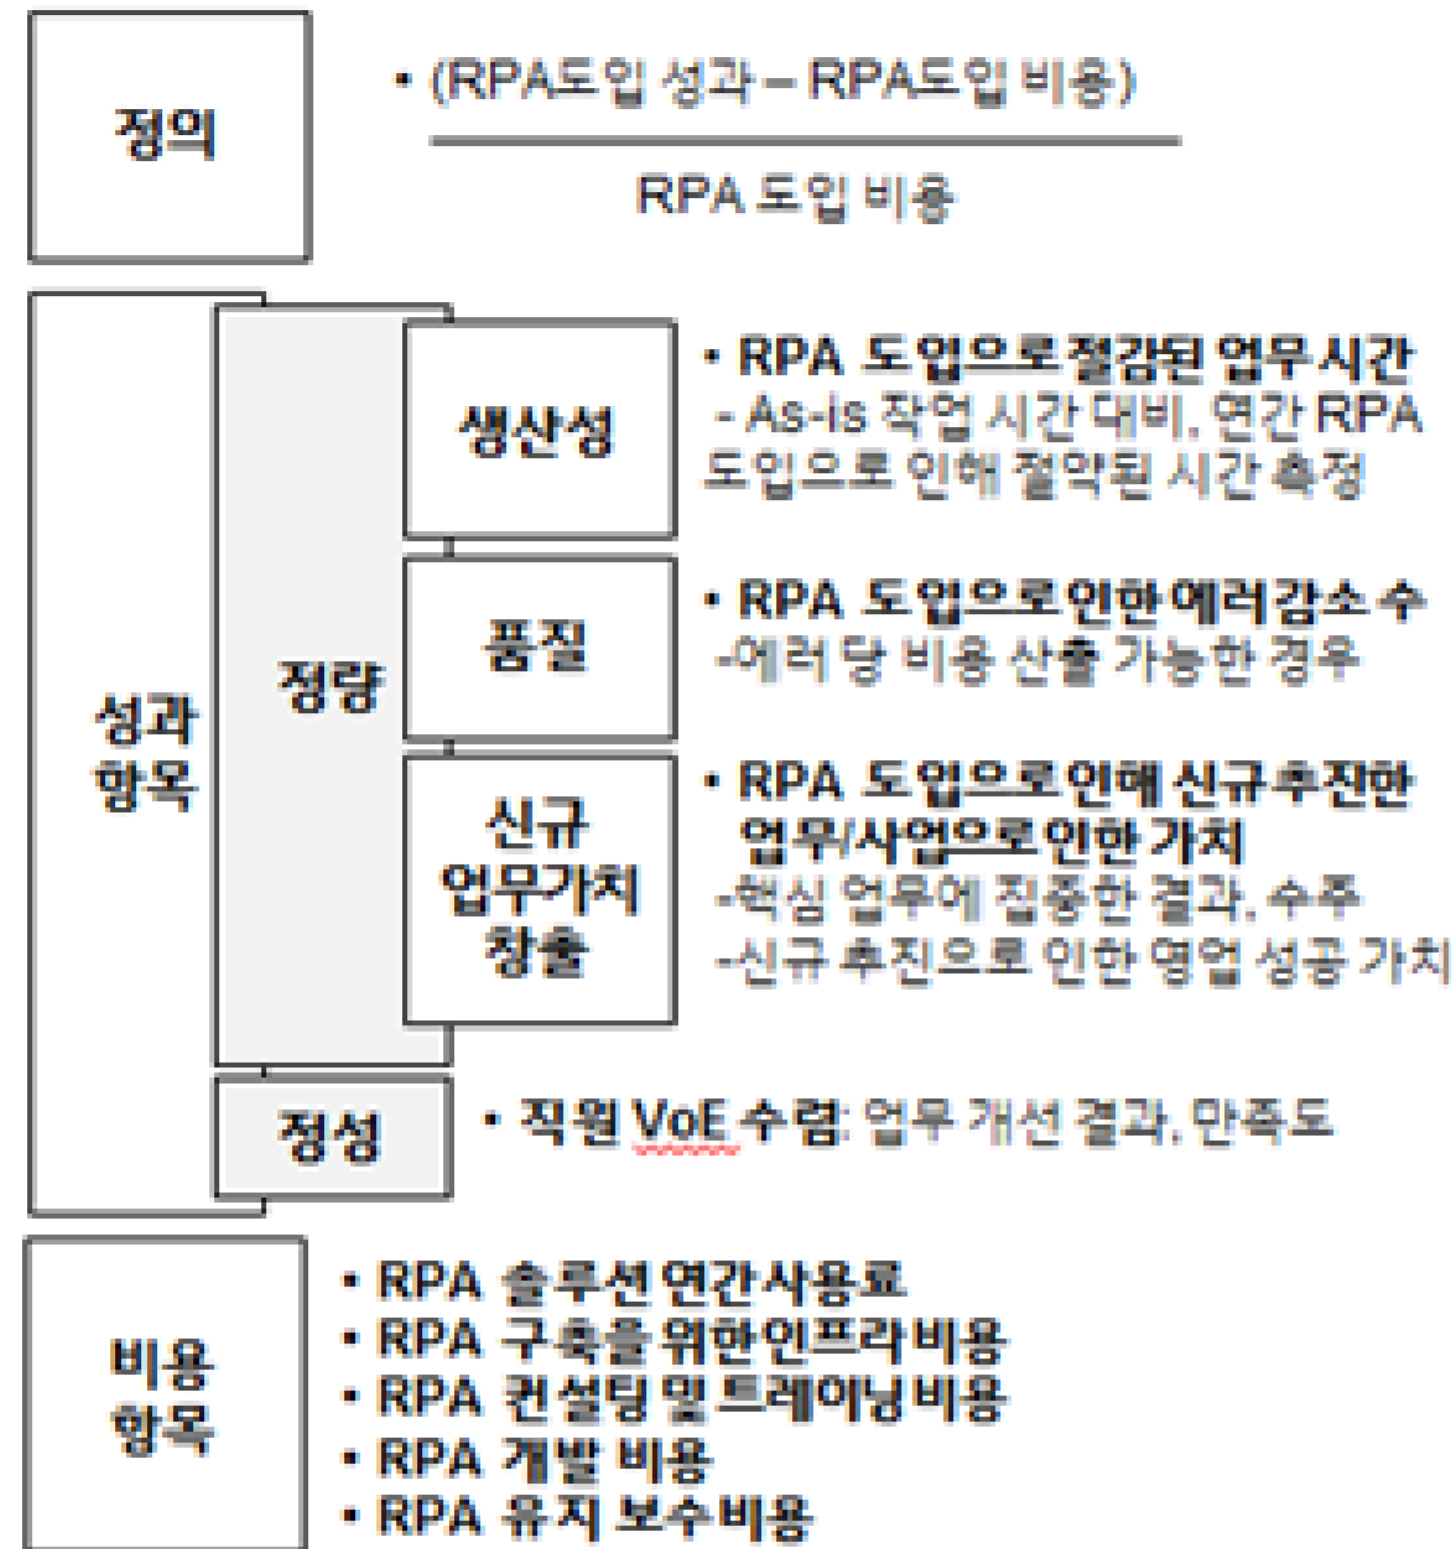 정의
• (RPA도입 성과 – RPA도입 비용)
RPA 도입 비용
성과
항목
정량
생산성
• RPA 도입으로 절감된 업무 시간
- As-is 작업 시간 대비, 연간 RPA
도입으로 인해 절약된 시간 측정
품질
• RPA 도입으로 인한 에러 감소 수
-에러 당 비용 산출 가능한 경우
신규
업무가치
창출
• RPA 도입으로 인해 신규 추진한
업무/사업으로 인한 가치
-핵심 업무에 집중한 결과, 수주
-신규 추진으로 인한 영업 성공 가치
정성
• 직원 VoE 수렴: 업무 개선 결과, 만족도
비용
항목
• RPA 솔루션 연간 사용료
• RPA 구축을 위한 인프라 비용
• RPA 컨설팅 및 트레이닝 비용
• RPA 개발 비용
• RPA 유지 보수 비용